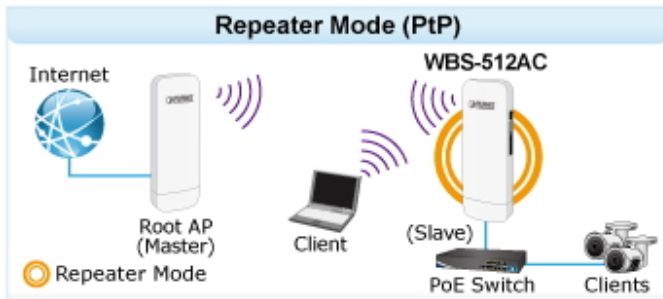 Repeater Mode (PtP)
Internet
WBS-512AC
Root AP
(Master)
Client
(Slave)
Repeater Mode
PoE Switch
Clients